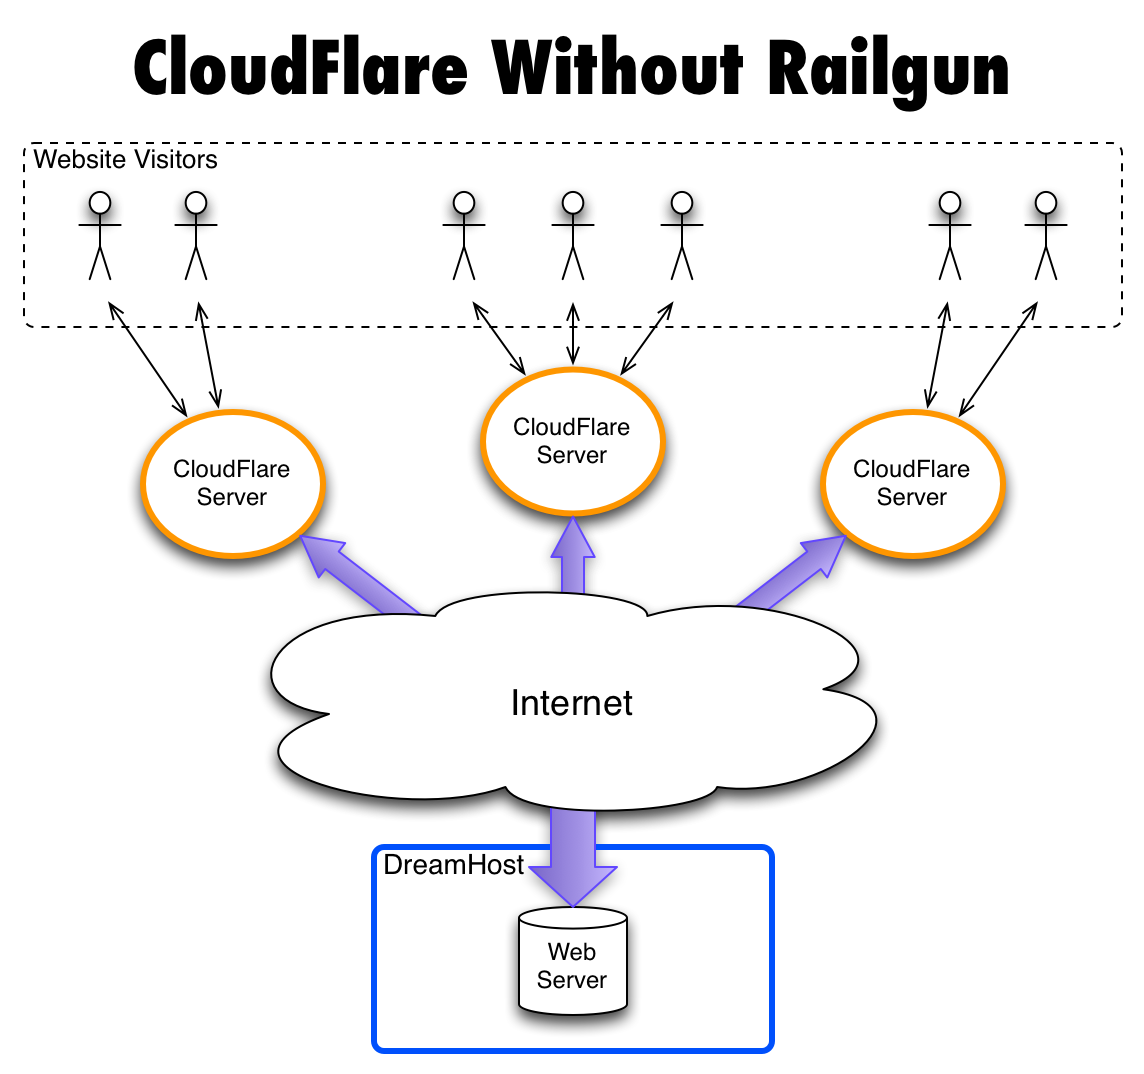 CloudFlare Without Railgun
Website Visitors
CloudFlare
Server
CloudFlare
Server
CloudFlare
Server
Internet
DreamHost
Web
Server